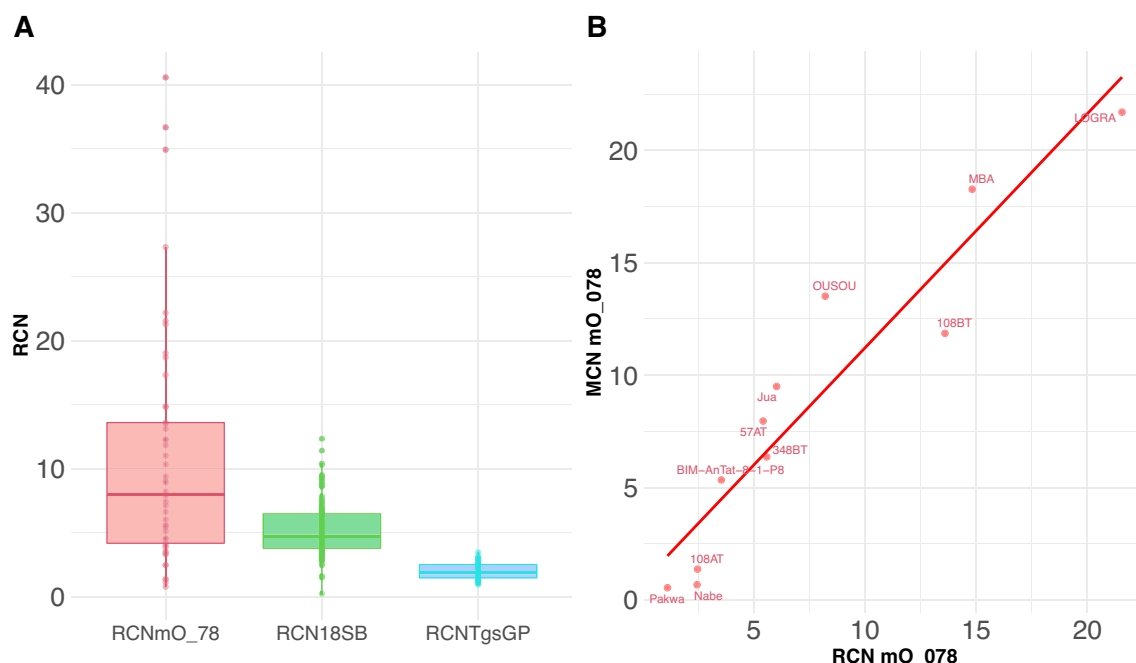 A
RCN
40
30
20
10
0
RCNmO_78
RCN18SB
RCNTgsGP
B
MCN mO_078
20
15
10
5
0
LOGRA
MBA
OUSOU
108BT
Jua
57AT
348BT
BIM−AnTat−8−1−P8
108AT
Pakwa
Nabe
5
10
15
20
RCN mO_078